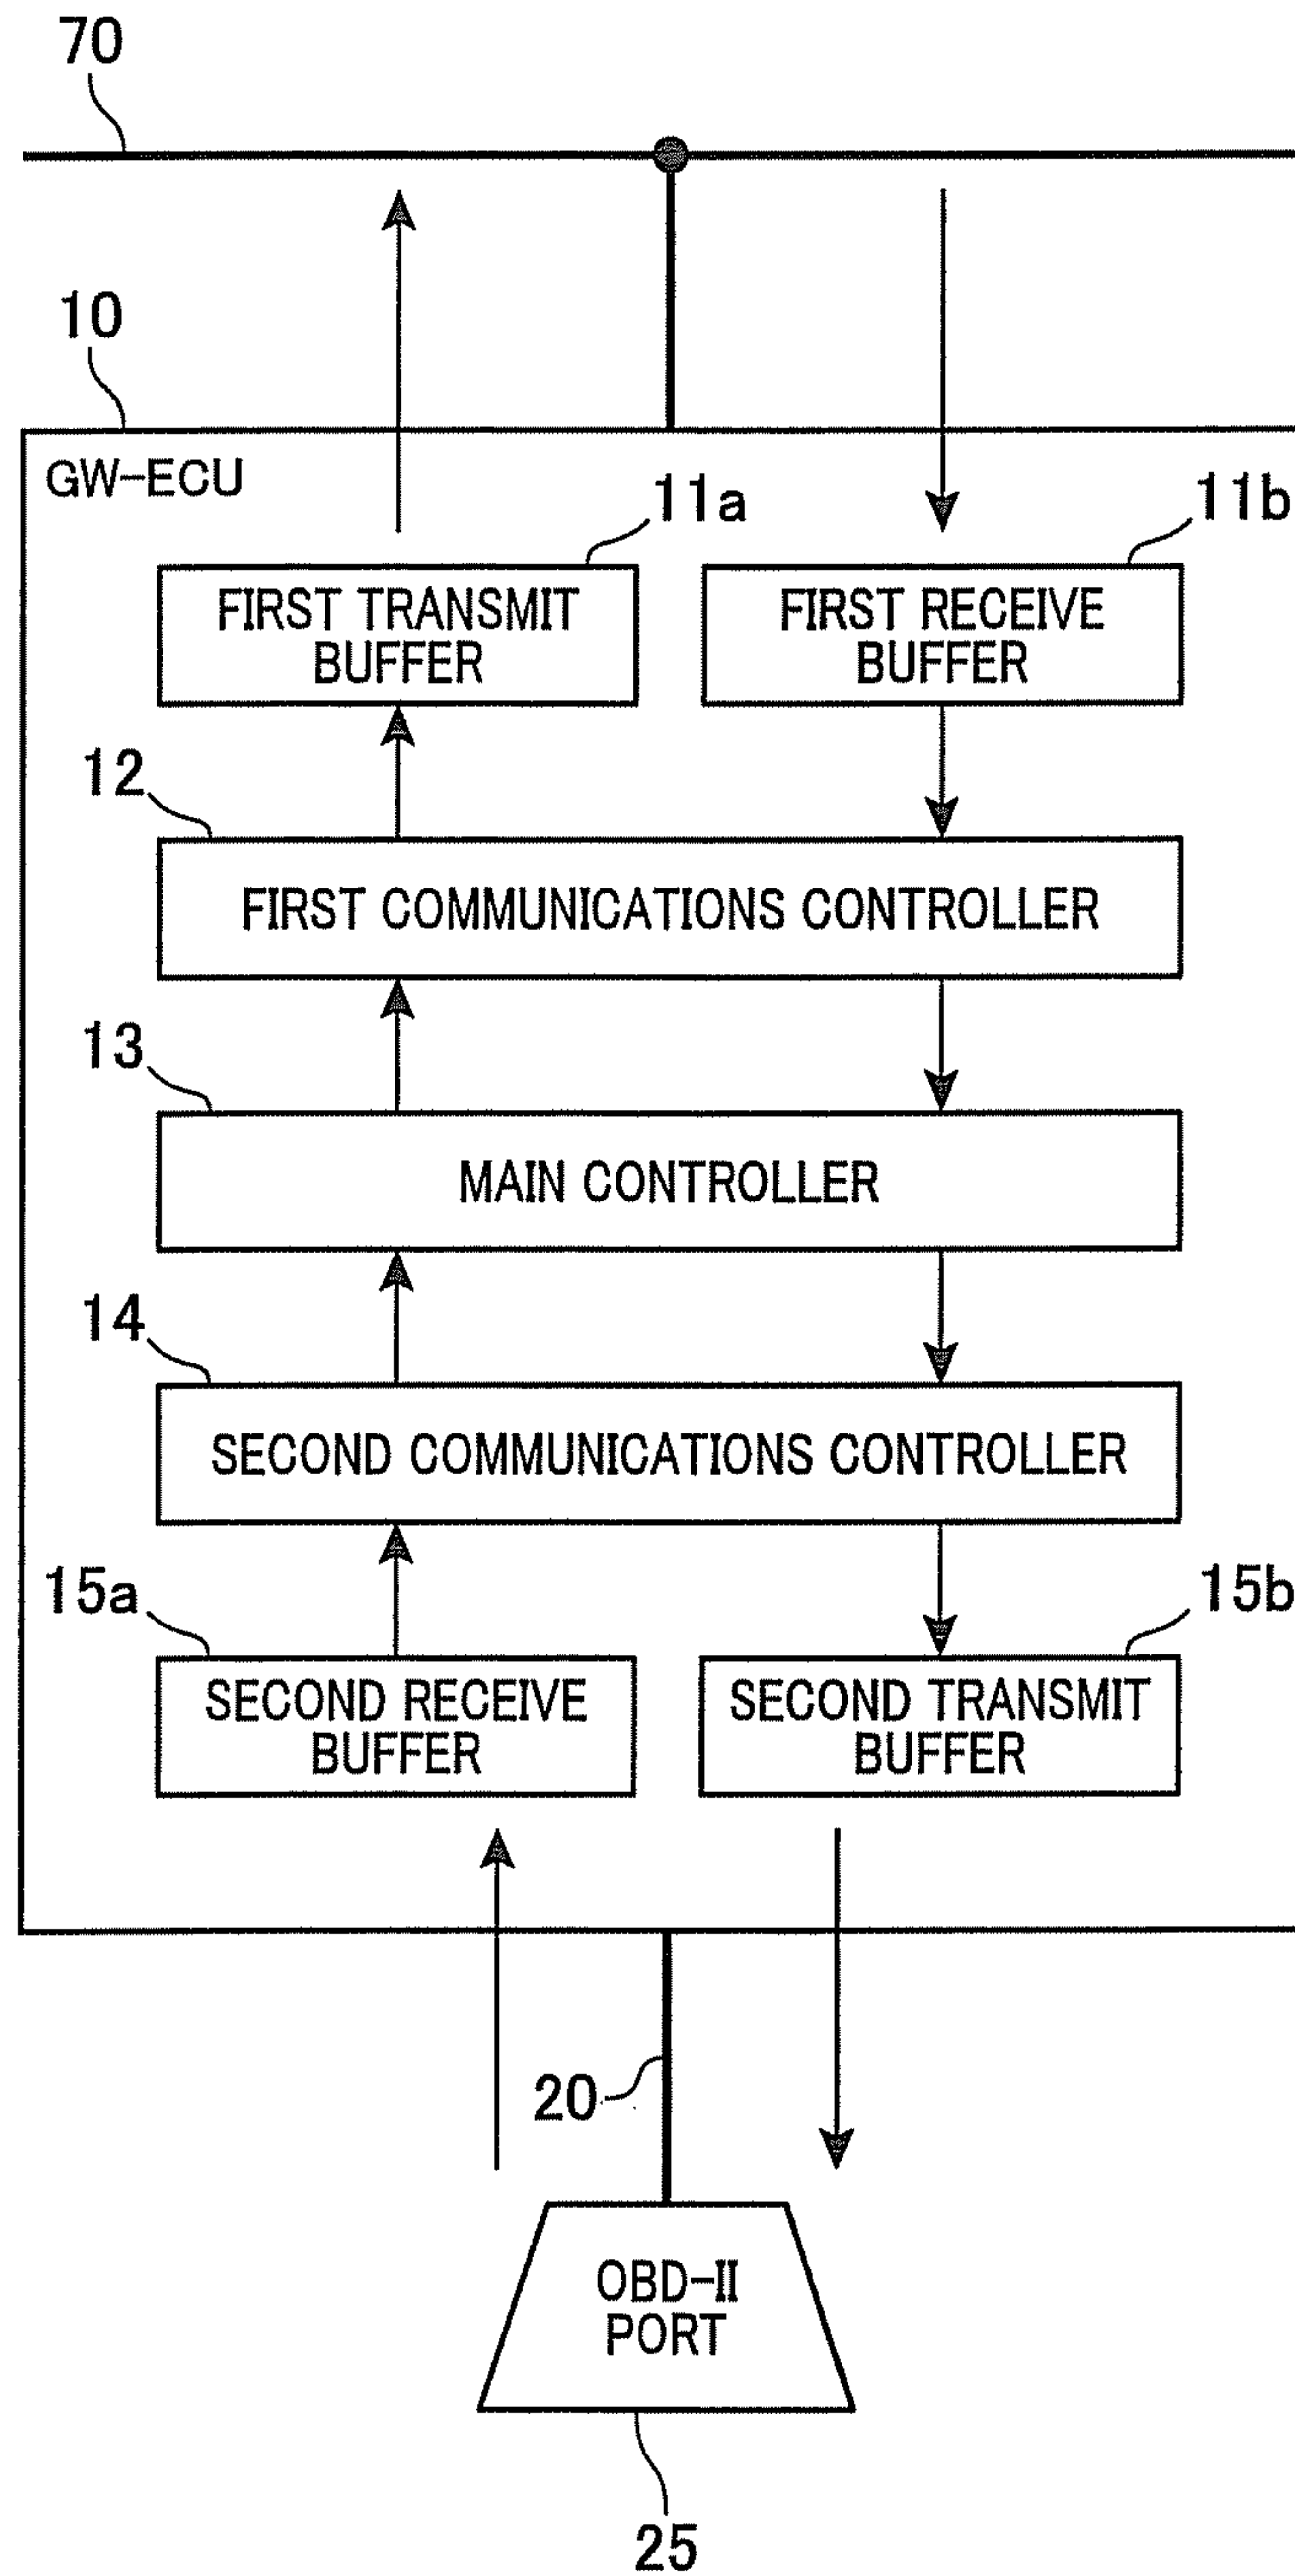 70
10
GW-ECU
11a
11b
FIRST TRANSMIT
BUFFER
FIRST RECEIVE
BUFFER
12
FIRST COMMUNICATIONS CONTROLLER
13
MAIN CONTROLLER
14
SECOND COMMUNICATIONS CONTROLLER
15a
15b
SECOND RECEIVE
BUFFER
SECOND TRANSMIT
BUFFER
20
OBD-II
PORT
25